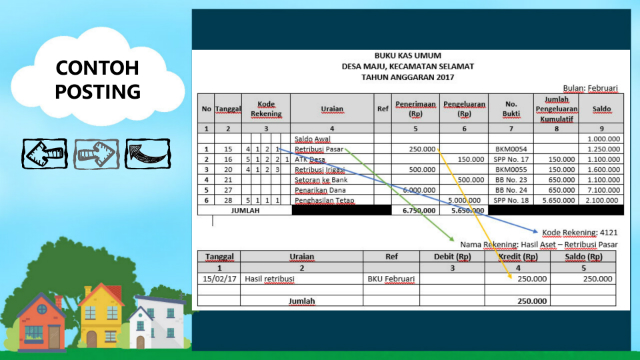 CONTOH
POSTING
BUKU KAS UMUM
DESA MAJU, KECAMATAN SELAMAT
TAHUN ANGGARAN 2017
Bulan: Februari
No Tanggal Kode Rekening Uraian Ref Penerimaan (Rp) Pengeluaran (Rp) No. Bukti Jumlah Pengeluaran Kumulatif Saldo
1 2 3 4 5 6 7 8 9
Saldo Awal 1.000.000
1 15 4 1 2 1 Retribusi Pasar 250.000 BKM0054 1.250.000
2 16 5 1 2 2 1 ATK Desa 150.000 SPP No. 17 150.000 1.100.000
3 20 4 1 2 3 Retribusi Irigasi 500.000 BKM0055 150.000 1.600.000
4 21 Setoran ke Bank 500.000 BB No. 23 650.000 1.100.000
5 27 Penarikan Dana 6.000.000 BB No. 24 650.000 7.100.000
6 28 5 1 1 1 Penghasilan Tetap 5.000.000 SPP No. 18 5.650.000 2.100.000
JUMLAH 6.750.000 5.650.000
Kode Rekening: 4121
Nama Rekening: Hasil Aset – Retribusi Pasar
Tanggal Uraian Ref Debit (Rp) Kredit (Rp) Saldo (Rp)
1 2 3 4 5
15/02/17 Hasil retribusi BKU Februari 250.000 250.000
Jumlah 250.000